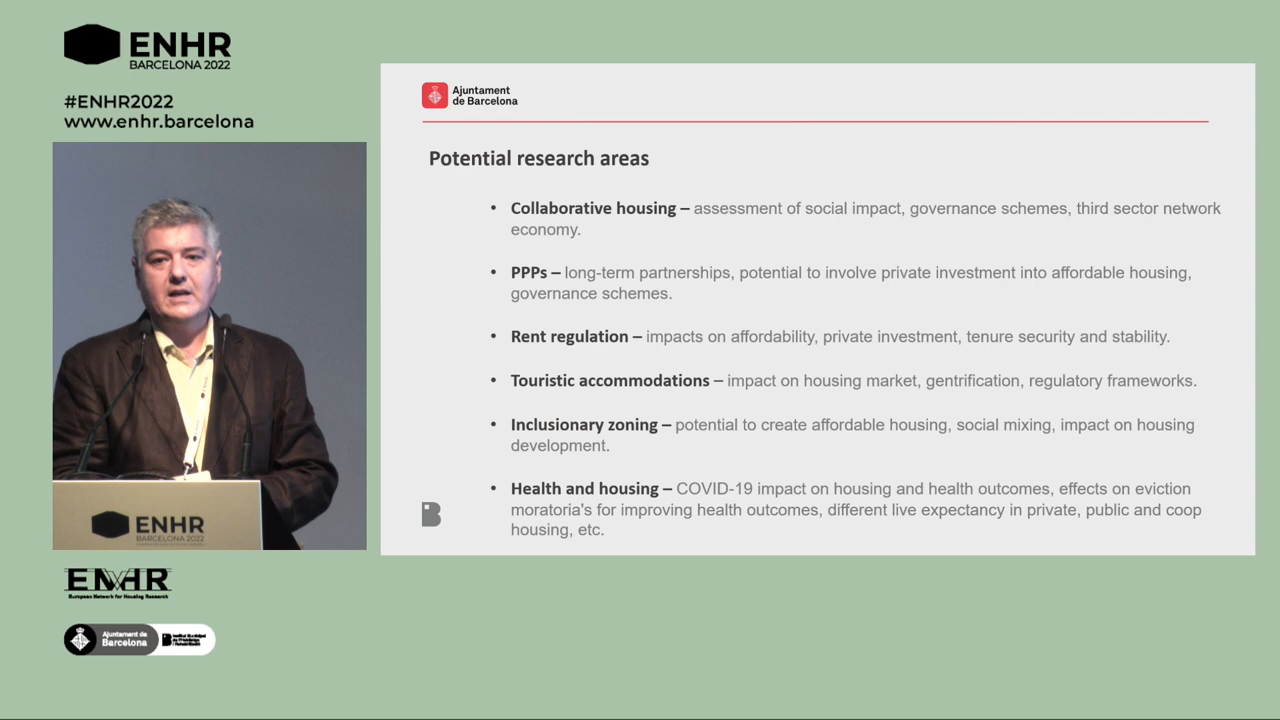 ENHR
BARCELONA 2022
#ENHR2022
www.enhr.barcelona
Ajuntament
de Barcelona
Potential research areas
• Collaborative housing – assessment of social impact, governance schemes, third sector network
economy.
• PPPs – long-term partnerships, potential to involve private investment into affordable housing,
governance schemes.
• Rent regulation – impacts on affordability, private investment, tenure security and stability.
• Touristic accommodations – impact on housing market, gentrification, regulatory frameworks.
• Inclusionary zoning – potential to create affordable housing, social mixing, impact on housing
development.
• Health and housing – COVID-19 impact on housing and health outcomes, effects on eviction
moratoria's for improving health outcomes, different live expectancy in private, public and coop
housing, etc.
B
ENHR
BARCELONA 2022
ENHR
European Network for Housing Research
Ajuntament de
Barcelona